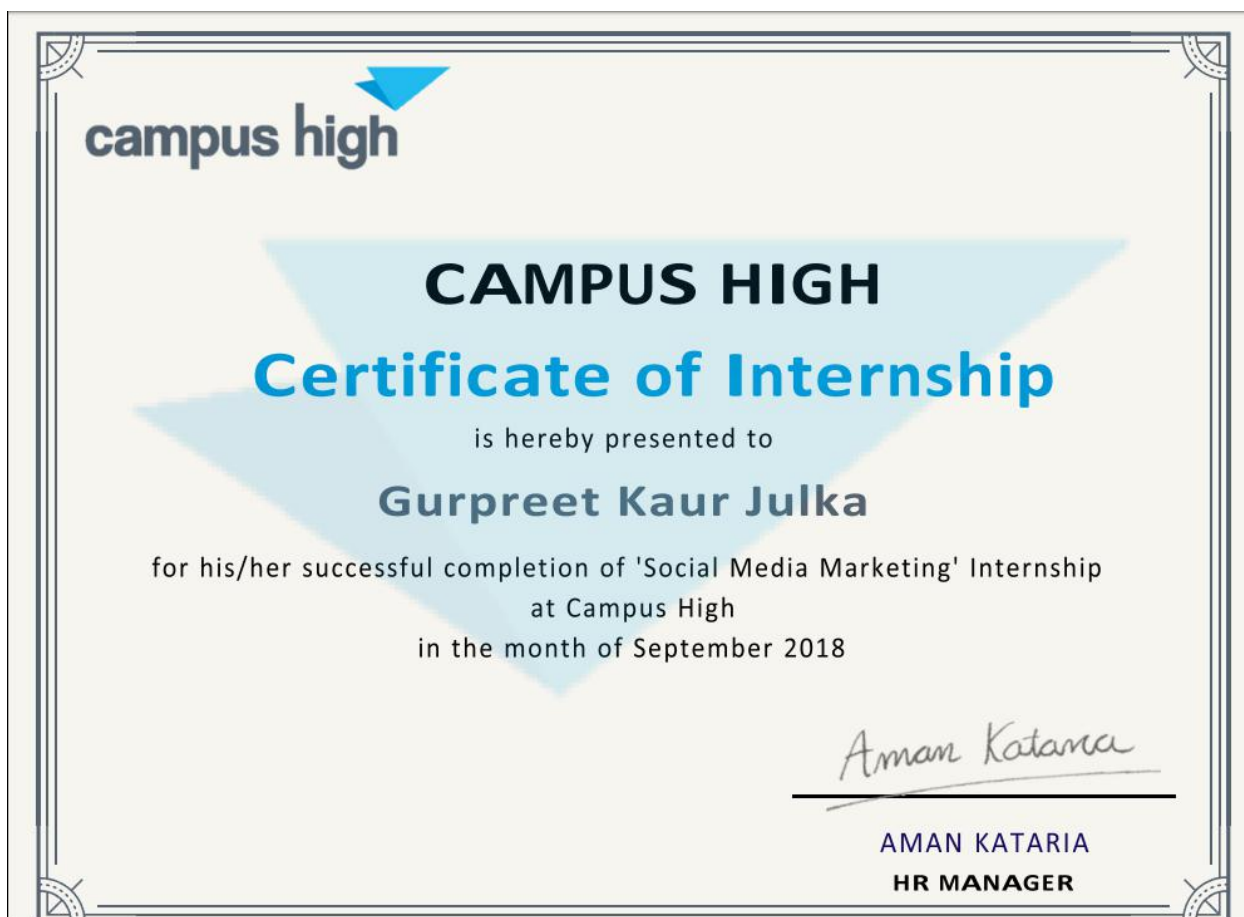 campus high
CAMPUS HIGH
Certificate of Internship
is hereby presented to
Gurpreet Kaur Julka
for his/her successful completion of 'Social Media Marketing' Internship
at Campus High
in the month of September 2018
Aman Kataria
AMAN KATARIA
HR MANAGER